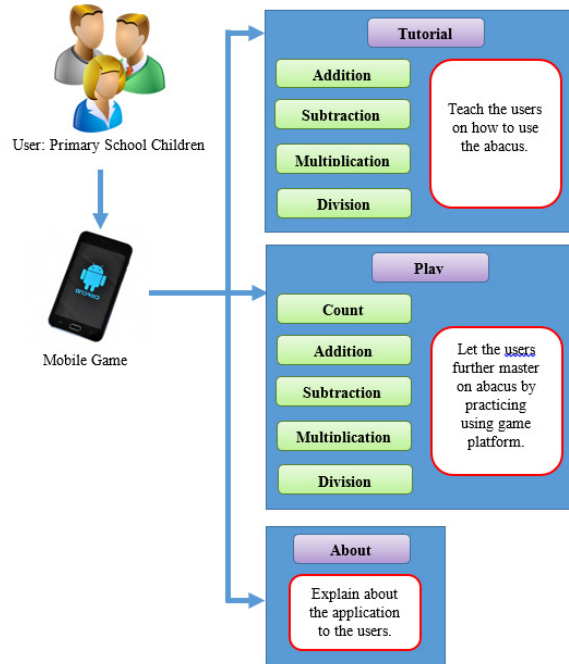 Tutorial
Addition
Subtraction
Multiplication
Division
Teach the users
on how to use
the abacus.
User: Primary School Children
ANDROID
Mobile Game
Plav
Count
Addition
Subtraction
Multiplication
Division
Let the users
further master
on abacus by
practicing
using game
platform.
About
Explain about
the application
to the users.